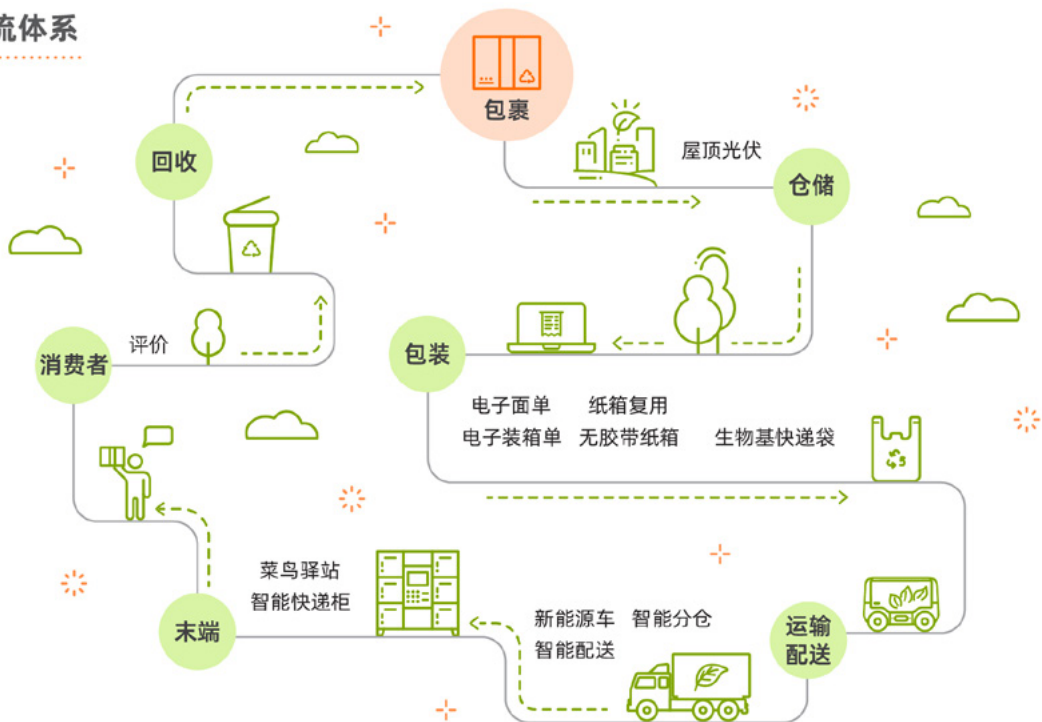 流体系
包裹
屋顶光伏
仓储
回收
评价
消费者
包装
电子面单 纸箱复用
电子装箱单 无胶带纸箱 生物基快递袋
5
菜鸟驿站
智能快递柜
末端
新能源车 智能分仓
智能配送
运输
配送